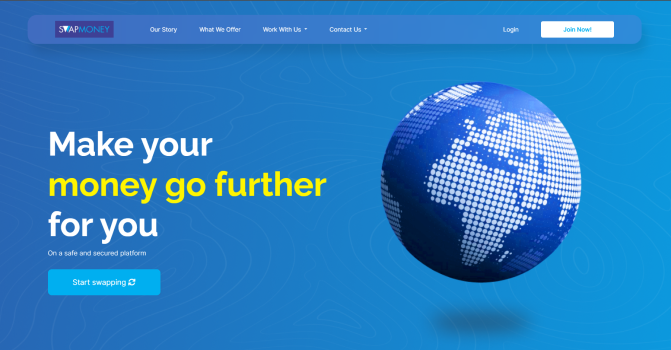 SWAPMONEY
Our Story
What We Offer
Work With Us
Contact Us
Login
Join Now!
Make your
money go further
for you
On a safe and secured platform
Start swapping